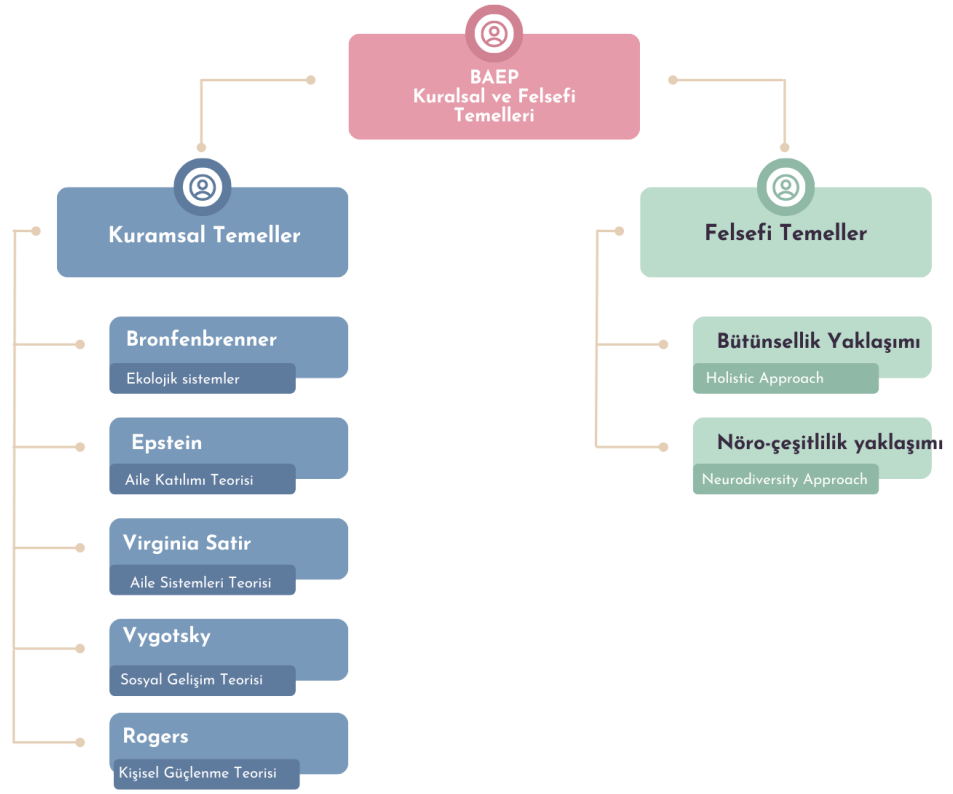 BAEP
Kuralsal ve Felsefi
Temelleri
Kuramsal Temeller
Bronfenbrenner
Ekolojik sistemler
Epstein
Aile Katılımı Teorisi
Virginia Satir
Aile Sistemleri Teorisi
Vygotsky
Sosyal Gelişim Teorisi
Rogers
Kişisel Güçlenme Teorisi
Felsefi Temeller
Bütünsellik Yaklaşımı
Holistic Approach
Nöro-çeşitlilik yaklaşımı
Neurodiversity Approach